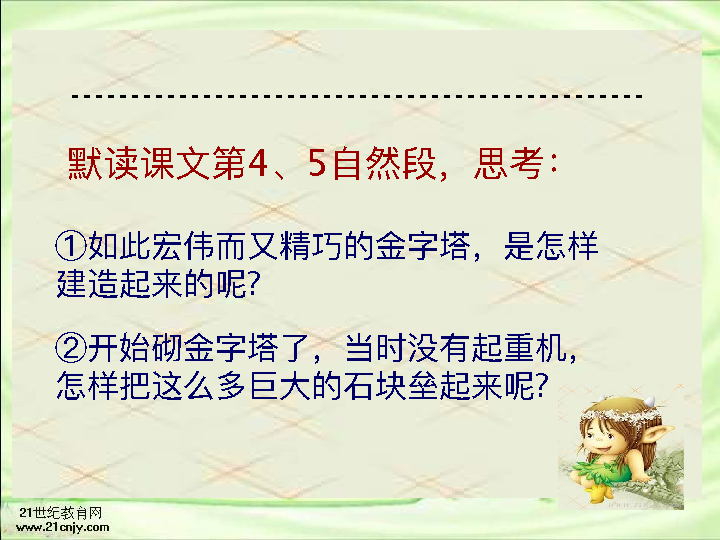 默读课文第4、5自然段，思考：
①如此宏伟而又精巧的金字塔，是怎样
建造起来的呢？
②开始砌金字塔了，当时没有起重机，
怎样把这么多巨大的石块垒起来呢？
21世纪教育网
www.21cnjy.com